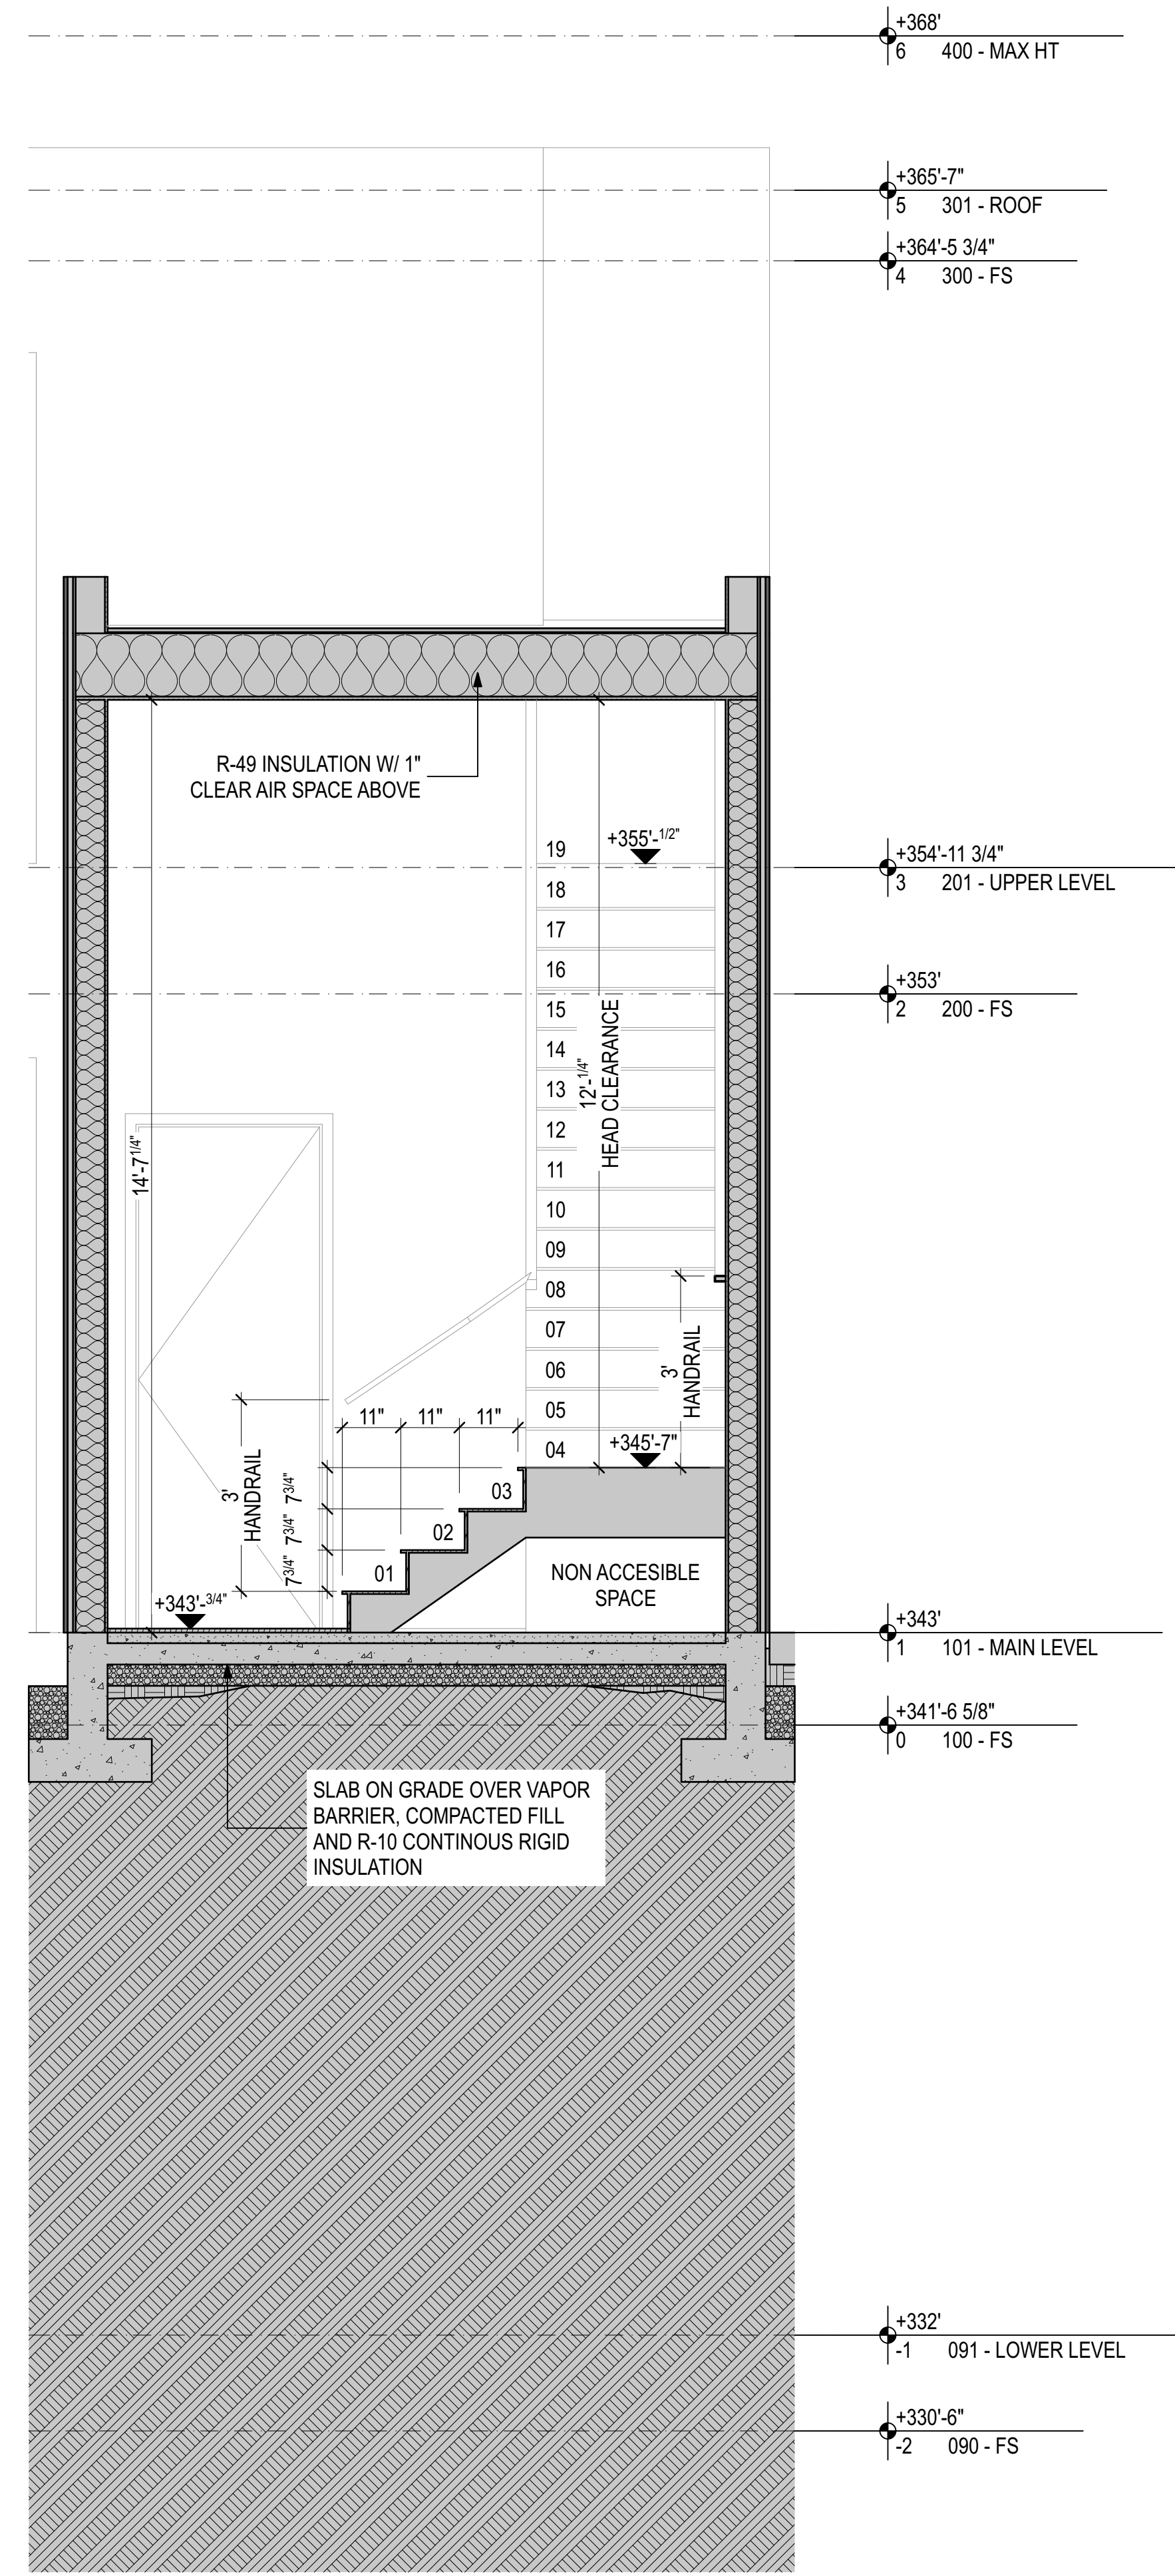 +368'
6 400 - MAX HT
+365'-7"
5 301 - ROOF
+364'-5 3/4"
4 300 - FS
R-49 INSULATION W/ 1"
CLEAR AIR SPACE ABOVE
+355'-1/2"
+354'-11 3/4"
3 201 - UPPER LEVEL
+353'
2 200 - FS
19
18
17
16
15
14
13
12
11
10
09
08
07
06
05
04
03
02
01
12'-1/4"
HEAD CLEARANCE
14'-7 1/4"
3'
HANDRAIL
3'
HANDRAIL
11" 11" 11"
7 3/4" 7 3/4" 7 3/4"
+345'-7"
NON ACCESIBLE
SPACE
+343'-3/4"
+343'
1 101 - MAIN LEVEL
+341'-6 5/8"
0 100 - FS
SLAB ON GRADE OVER VAPOR
BARRIER, COMPACTED FILL
AND R-10 CONTINOUS RIGID
INSULATION
+332'
-1 091 - LOWER LEVEL
+330'-6"
-2 090 - FS